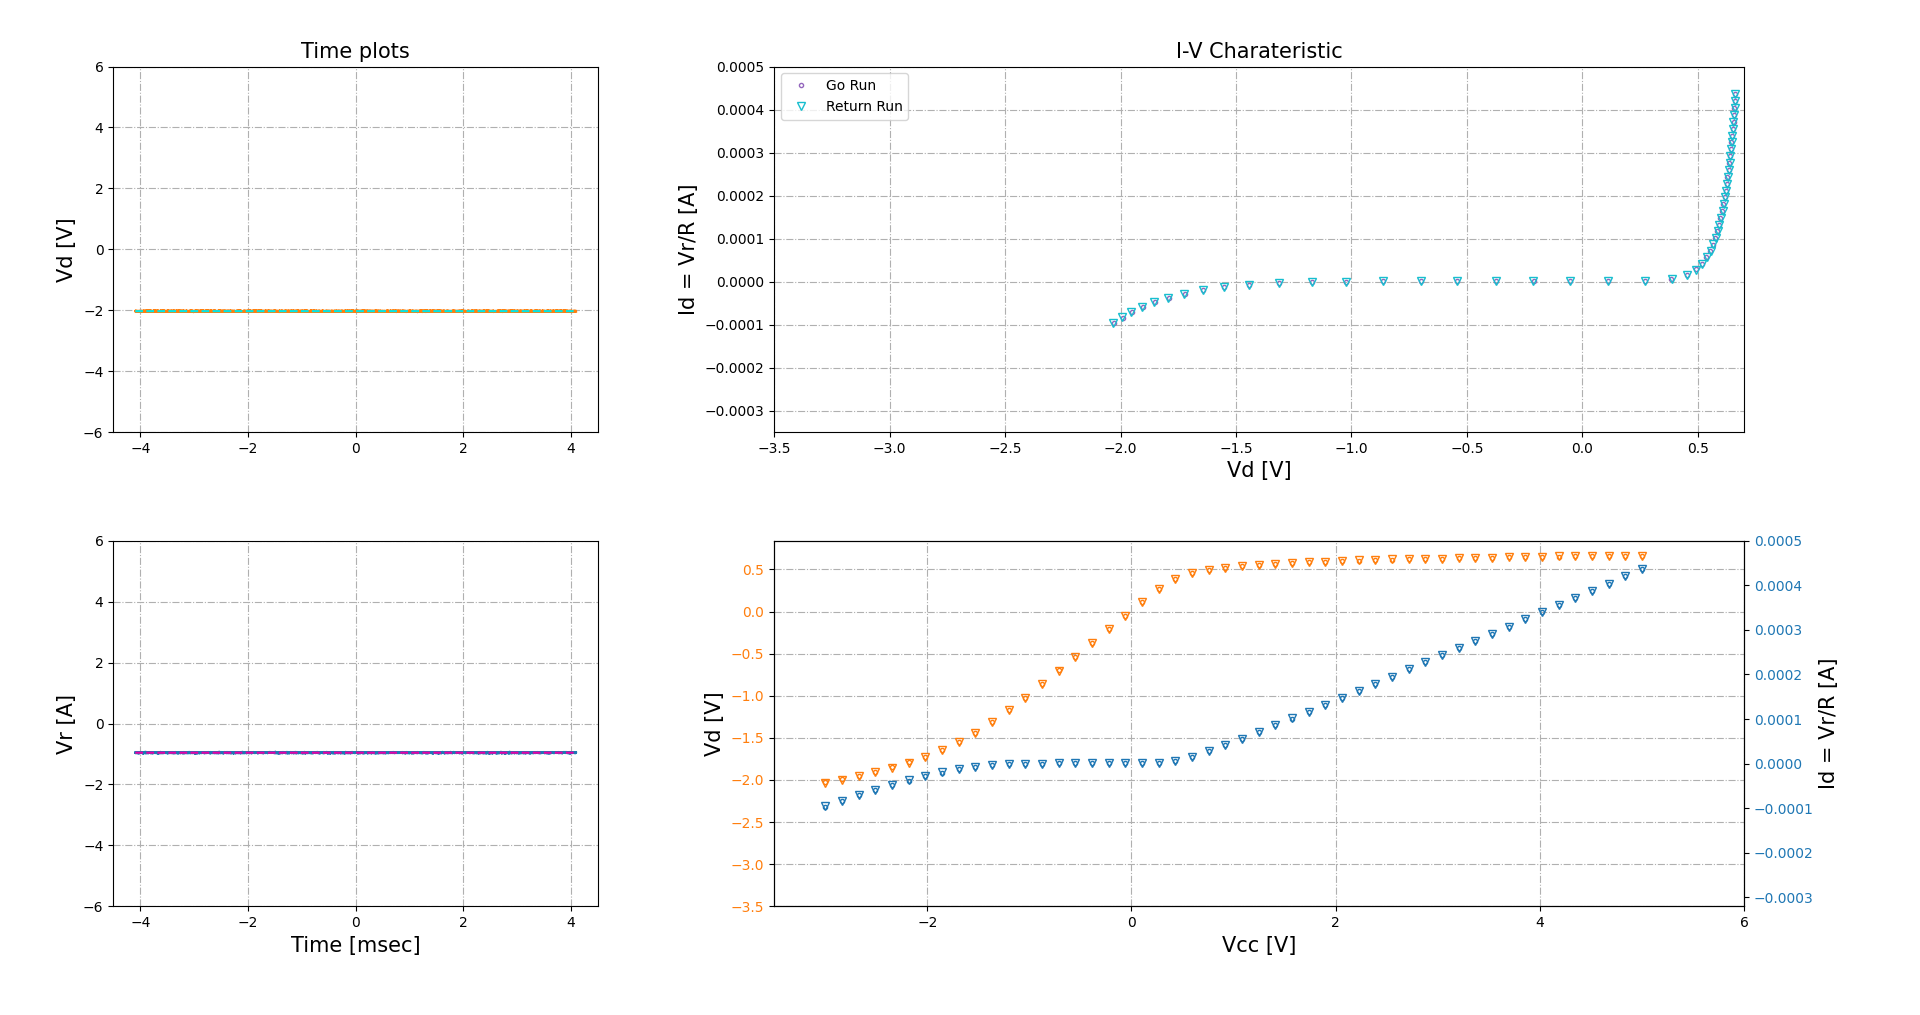 Time plots
6
4
2
0
−2
−4
−6
Vd [V]
−4 −2 0 2 4
I-V Charateristic
0.0005
0.0004
0.0003
0.0002
0.0001
0.0000
−0.0001
−0.0002
−0.0003
Id = Vr/R [A]
Go Run
Return Run
−3.5 −3.0 −2.5 −2.0 −1.5 −1.0 −0.5 0.0 0.5
Vd [V]
6
4
2
0
−2
−4
−6
Vr [A]
−4 −2 0 2 4
Time [msec]
0.5
0.0
−0.5
−1.0
−1.5
−2.0
−2.5
−3.0
−3.5
Vd [V]
−2 0 2 4 6
Vcc [V]
0.0005
0.0004
0.0003
0.0002
0.0001
0.0000
−0.0001
−0.0002
−0.0003
Id = Vr/R [A]